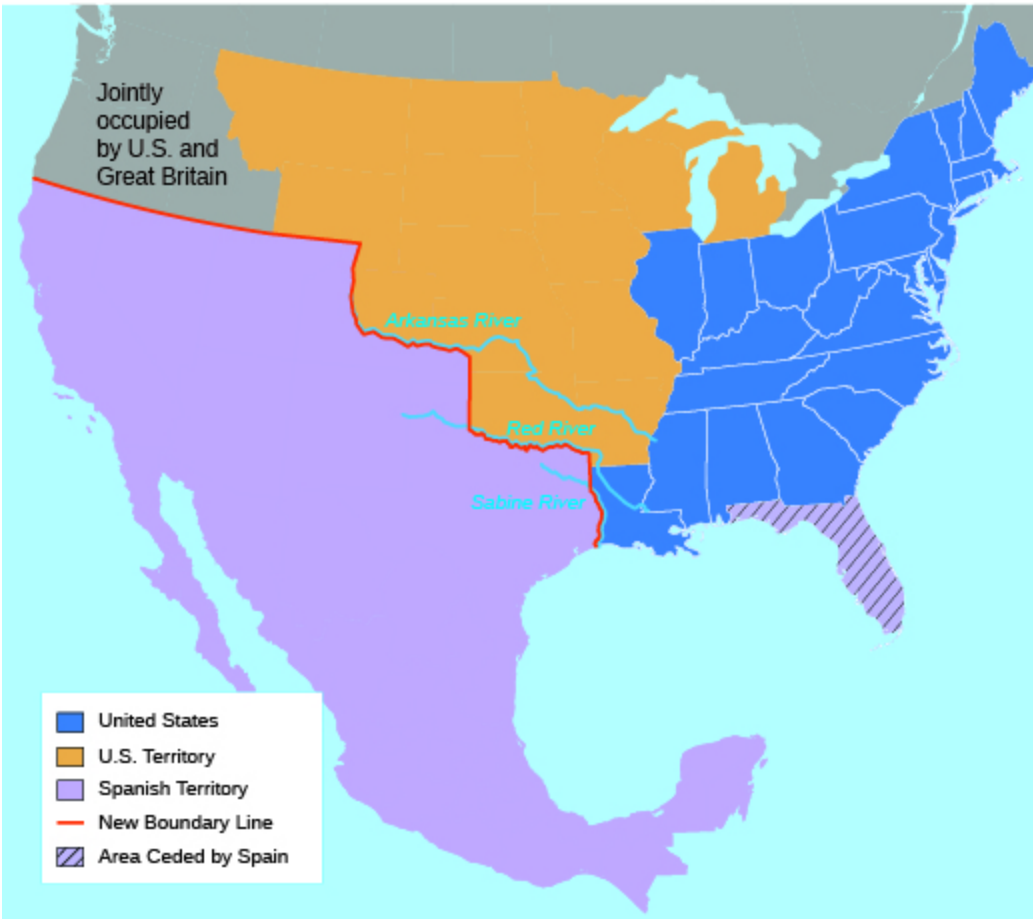 Jointly
occupied
by U.S. and
Great Britain
Arkansas River
Red River
Sabine River
United States
U.S. Territory
Spanish Territory
New Boundary Line
Area Ceded by Spain